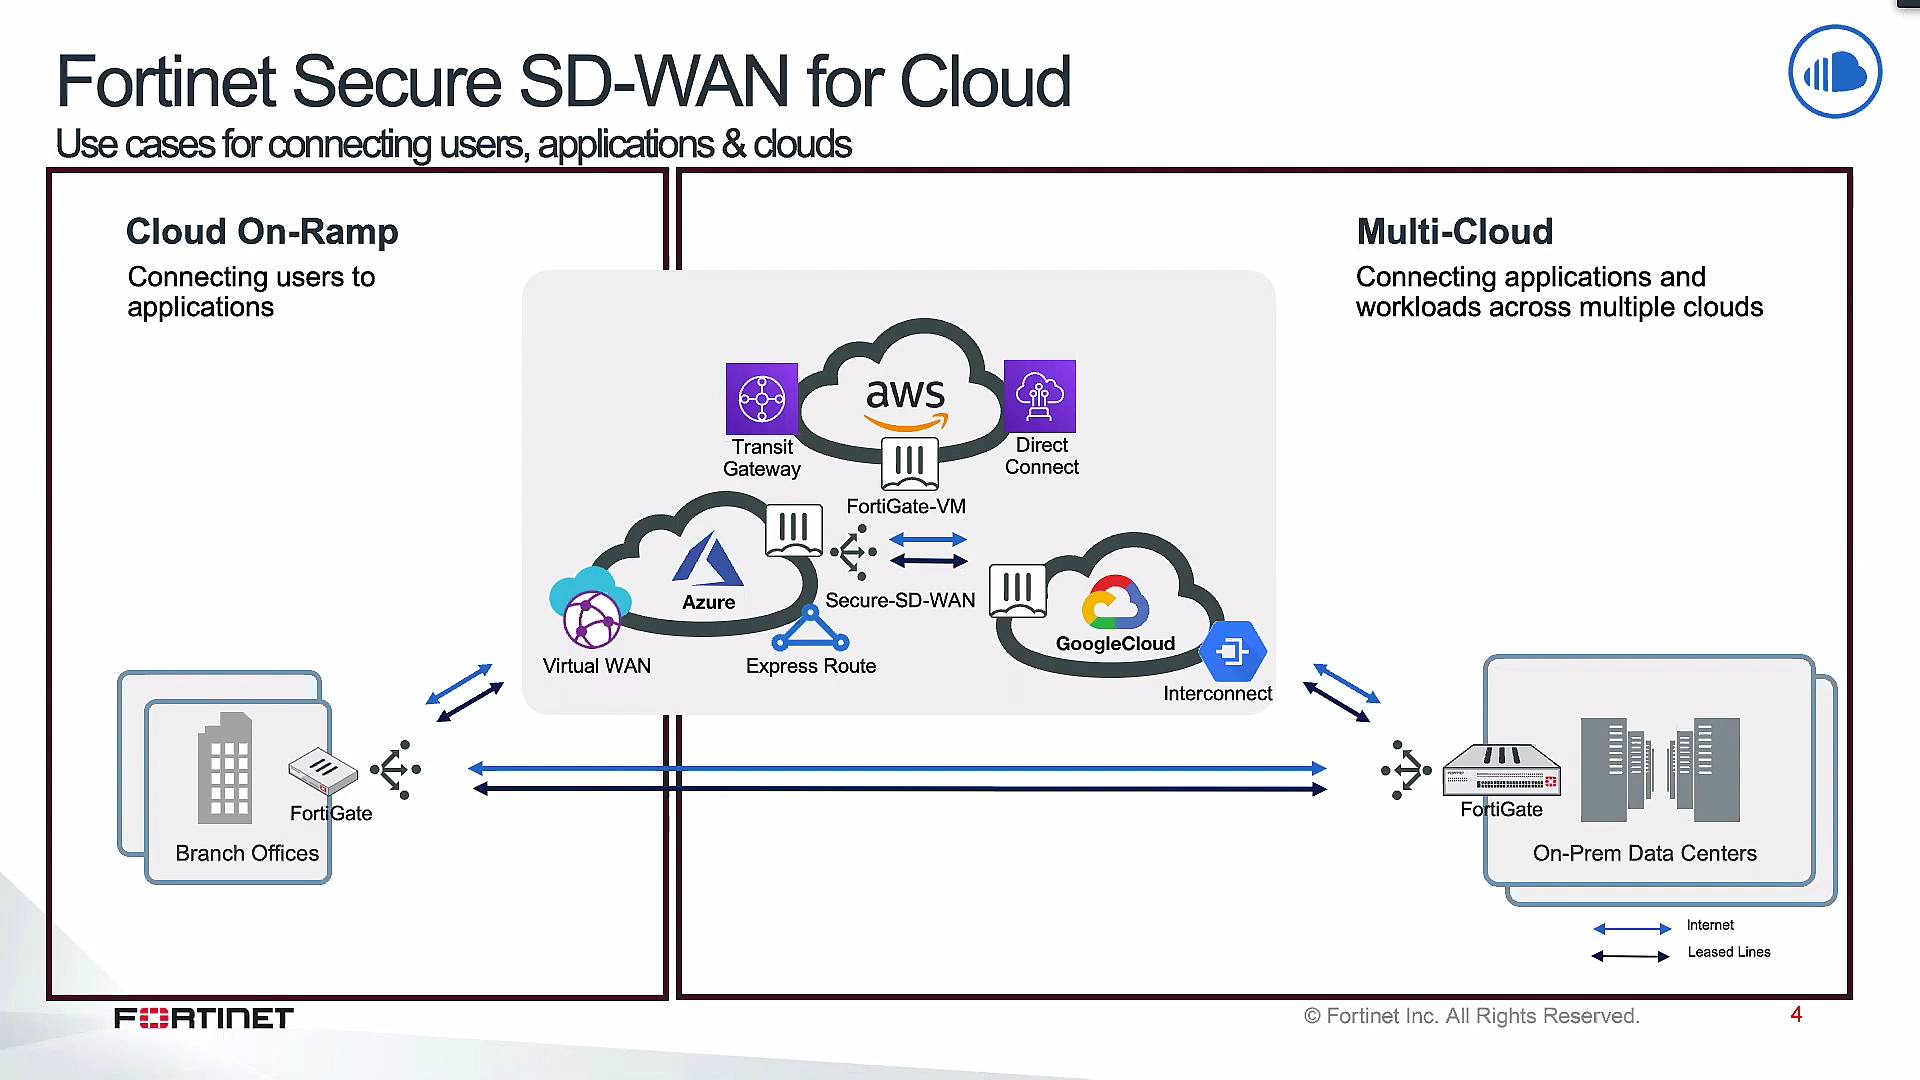 Fortinet Secure SD-WAN for Cloud
Use cases for connecting users, applications & clouds
Cloud On-Ramp
Connecting users to
applications
Multi-Cloud
Connecting applications and
workloads across multiple clouds
aws
Transit
Gateway
Direct
Connect
FortiGate-VM
Azure
Secure-SD-WAN
GoogleCloud
Virtual WAN
Express Route
Interconnect
FortiGate
Branch Offices
FortiGate
On-Prem Data Centers
Internet
Leased Lines
FORTINET
© Fortinet Inc. All Rights Reserved.
4